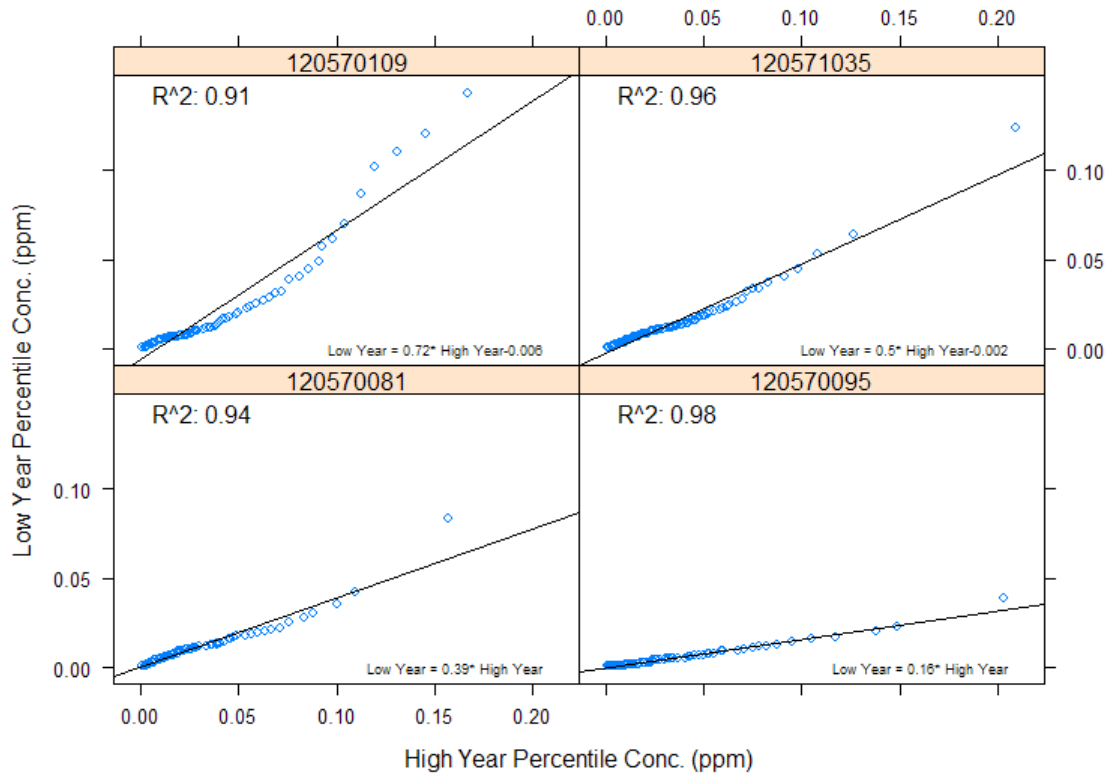 0.00 0.05 0.10 0.15 0.20
120570109 120571035
R^2: 0.91 R^2: 0.96
0.10
0.05
0.00
Low Year = 0.72* High Year-0.006 Low Year = 0.5* High Year-0.002
120570081 120570095
R^2: 0.94 R^2: 0.98
0.10
0.05
0.00
Low Year = 0.39* High Year Low Year = 0.16* High Year
0.00 0.05 0.10 0.15 0.20
Low Year Percentile Conc. (ppm)
High Year Percentile Conc. (ppm)